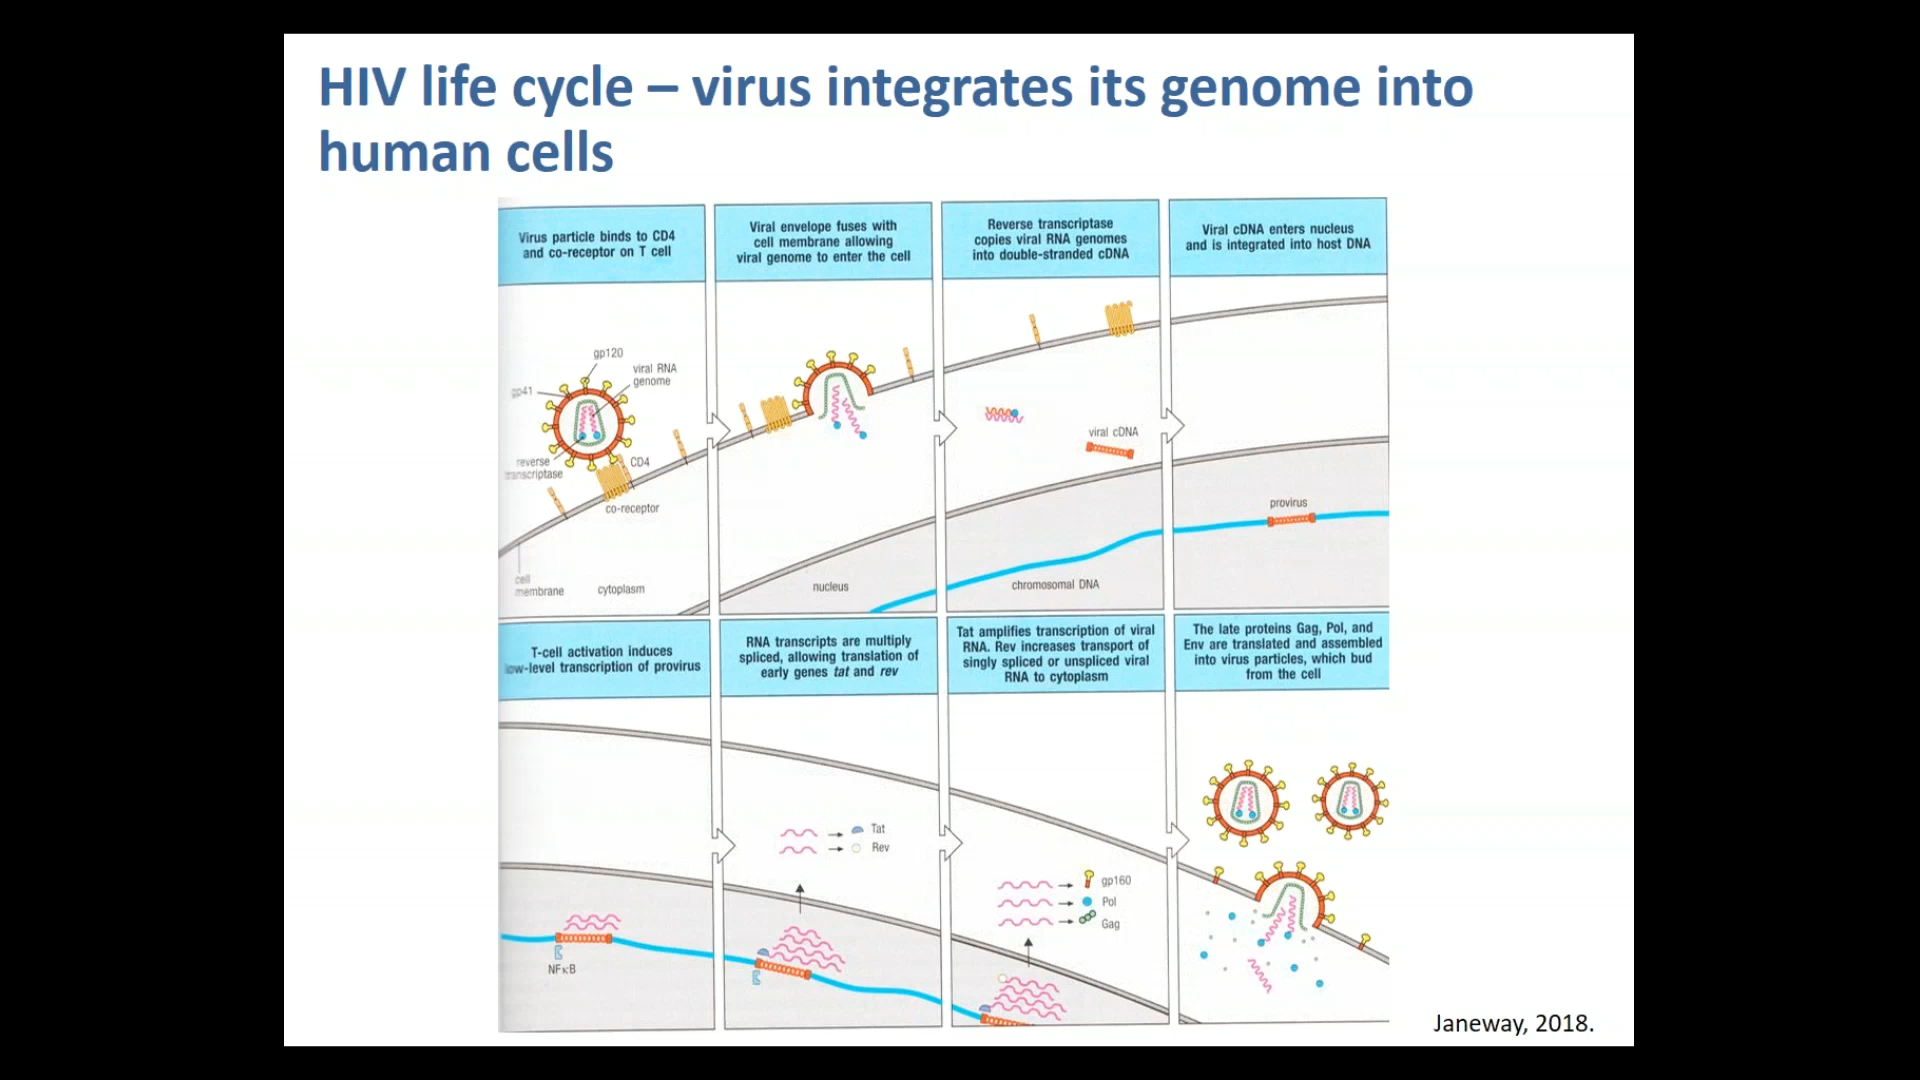 HIV life cycle – virus integrates its genome into
human cells
Virus particle binds to CD4
and co-receptor on T cell
Viral envelope fuses with
cell membrane allowing
viral genome to enter the cell
Reverse transcriptase
copies viral RNA genomes
into double-stranded cDNA
Viral cDNA enters nucleus
and is integrated into host DNA
gp120
viral RNA
genome
gp41
reverse
transcriptase
CD4
co-receptor
cell
membrane
cytoplasm
nucleus
viral cDNA
chromosomal DNA
provirus
T-cell activation induces
low-level transcription of provirus
RNA transcripts are multiply
spliced, allowing translation of
early genes tat and rev
Tat amplifies transcription of viral
RNA. Rev increases transport of
singly spliced or unspliced viral
RNA to cytoplasm
The late proteins Gag, Pol, and
Env are translated and assembled
into virus particles, which bud
from the cell
NFκB
Tat
Rev
gp160
Pol
Gag
Janeway, 2018.